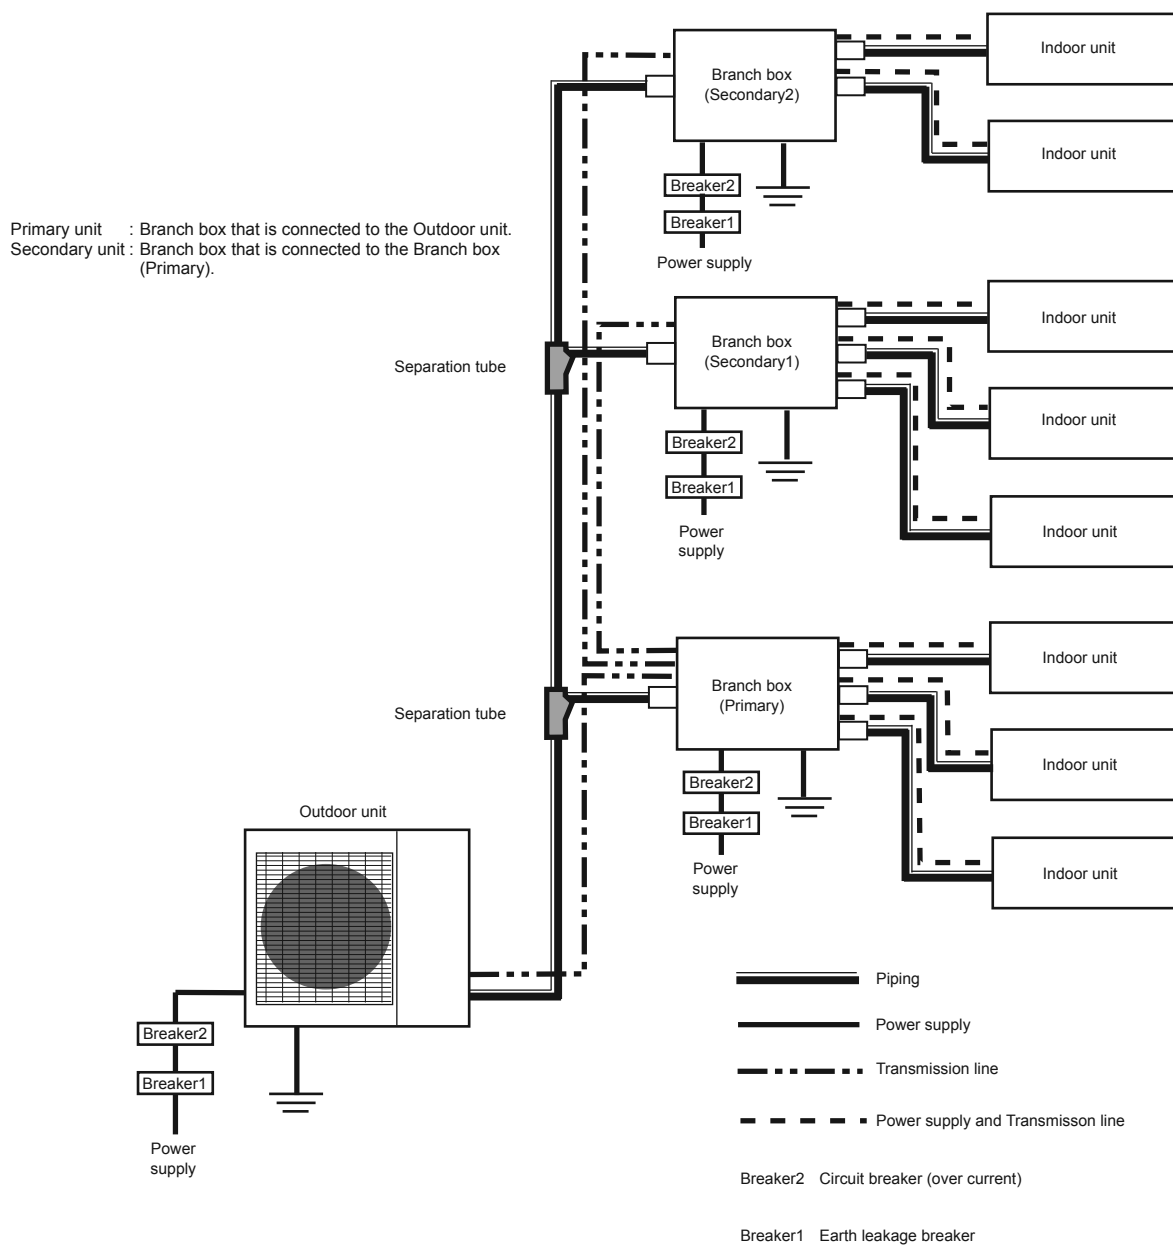 Indoor unit
Branch box
(Secondary2)
Indoor unit
Breaker2
Breaker1
Power supply
Primary unit : Branch box that is connected to the Outdoor unit.
Secondary unit : Branch box that is connected to the Branch box
(Primary).
Indoor unit
Branch box
(Secondary1)
Separation tube
Indoor unit
Breaker2
Breaker1
Power
supply
Indoor unit
Indoor unit
Branch box
(Primary)
Separation tube
Indoor unit
Breaker2
Breaker1
Power
supply
Indoor unit
Outdoor unit
Breaker2
Breaker1
Power
supply
Piping
Power supply
Transmission line
Power supply and Transmisson line
Breaker2 Circuit breaker (over current)
Breaker1 Earth leakage breaker